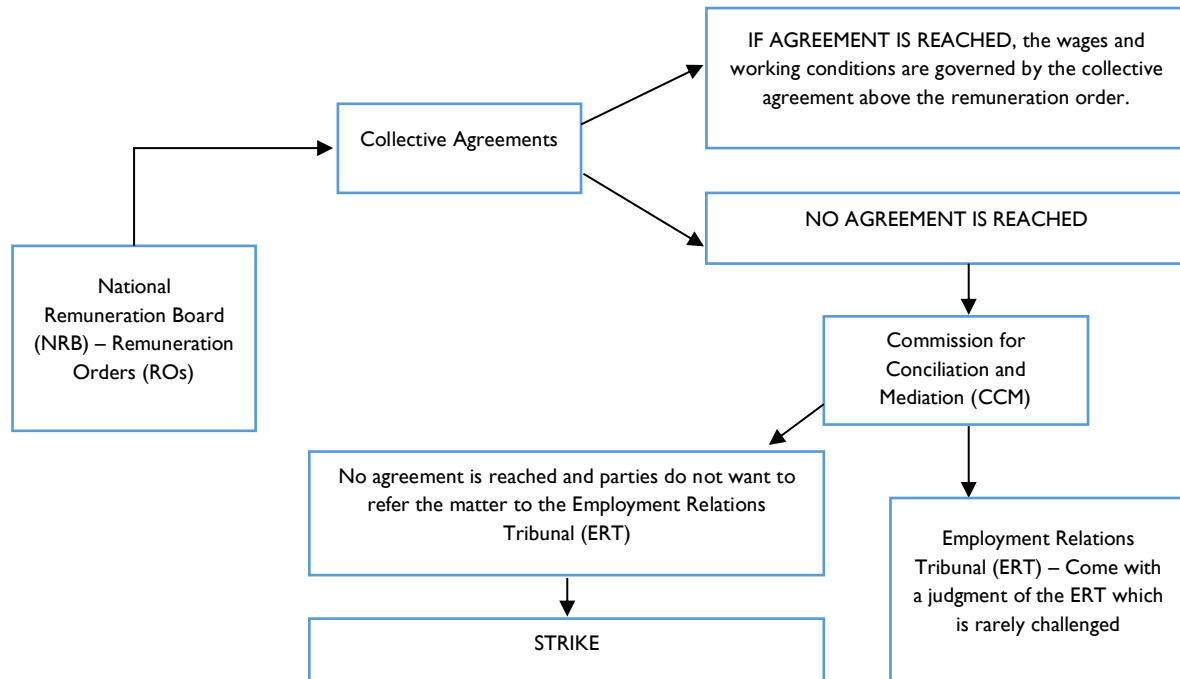 IF AGREEMENT IS REACHED, the wages and
working conditions are governed by the collective
agreement above the remuneration order.
Collective Agreements
NO AGREEMENT IS REACHED
National
Remuneration Board
(NRB) – Remuneration
Orders (ROs)
Commission for
Conciliation and
Mediation (CCM)
No agreement is reached and parties do not want to
refer the matter to the Employment Relations
Tribunal (ERT)
Employment Relations
Tribunal (ERT) – Come with
a judgment of the ERT which
is rarely challenged
STRIKE